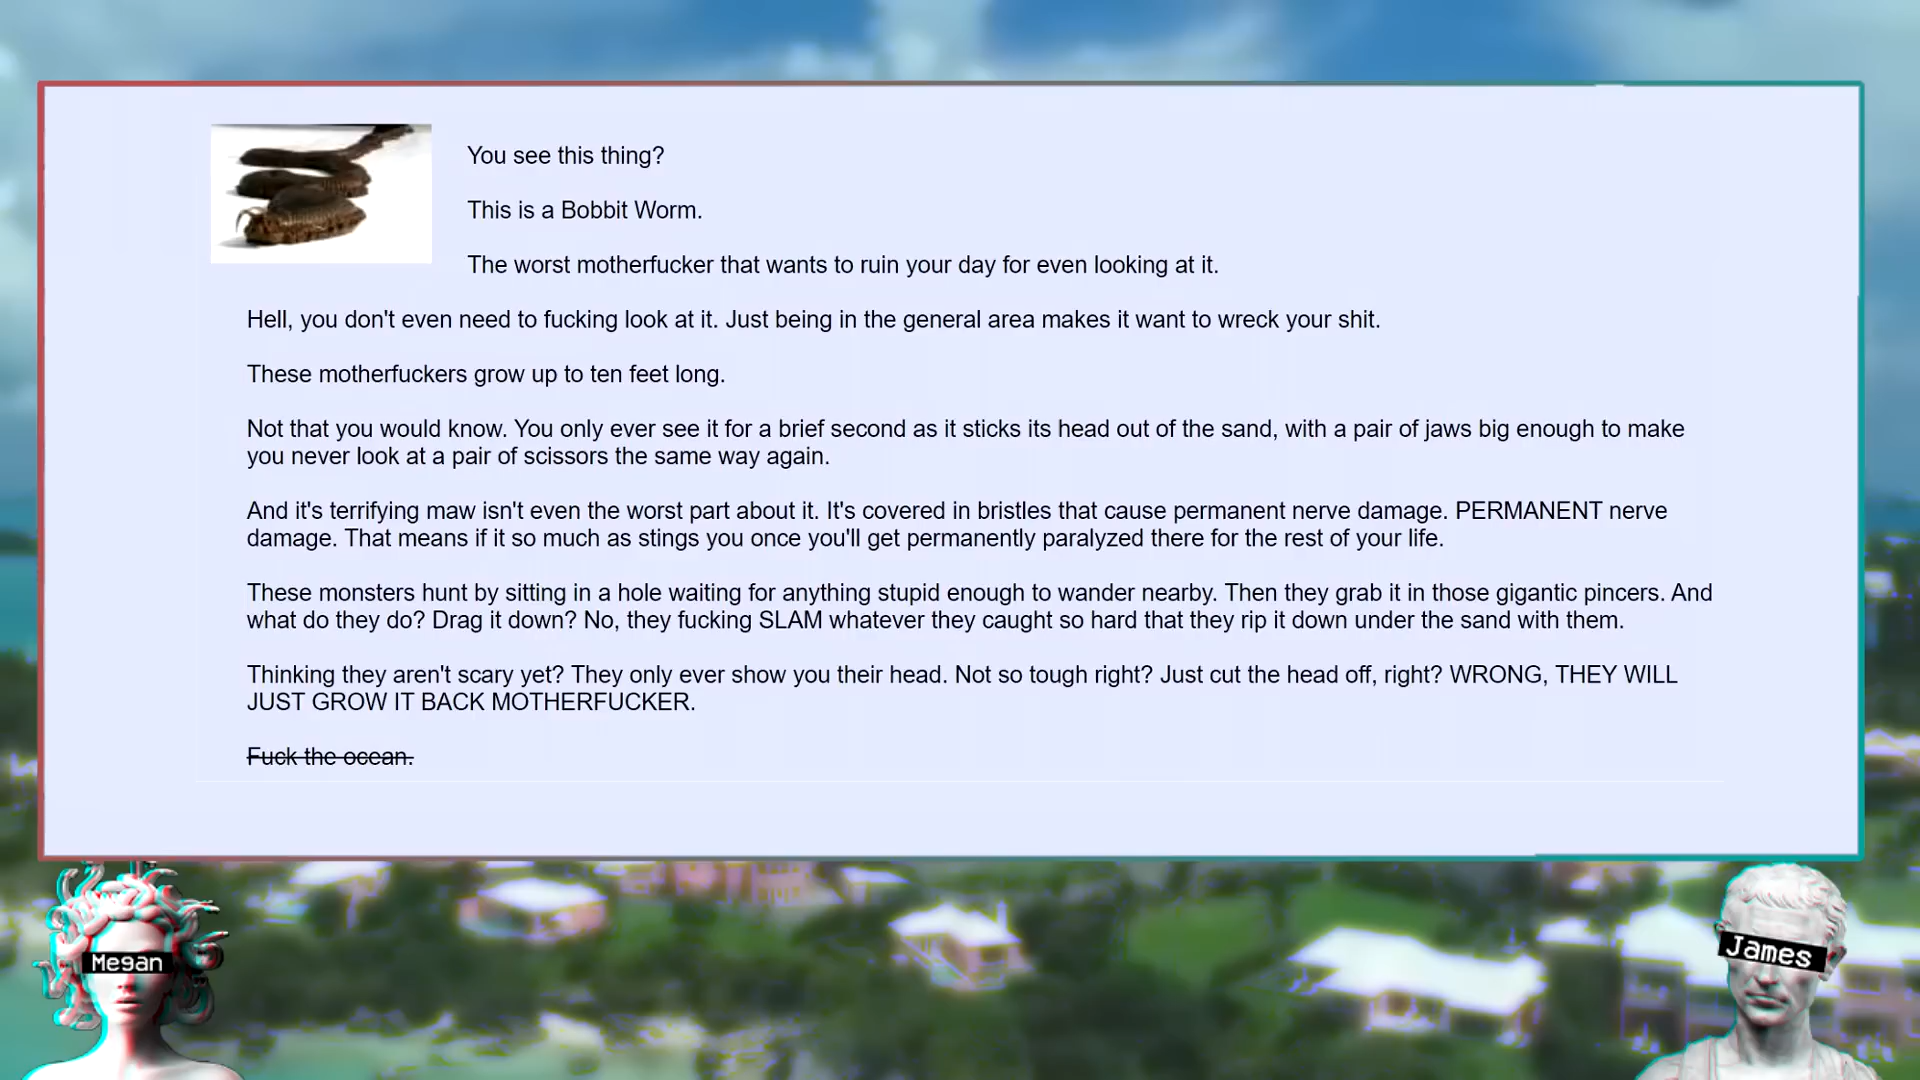 You see this thing?
This is a Bobbit Worm.
The worst motherfucker that wants to ruin your day for even looking at it.
Hell, you don't even need to fucking look at it. Just being in the general area makes it want to wreck your shit.
These motherfuckers grow up to ten feet long.
Not that you would know. You only ever see it for a brief second as it sticks its head out of the sand, with a pair of jaws big enough to make
you never look at a pair of scissors the same way again.
And it's terrifying maw isn't even the worst part about it. It's covered in bristles that cause permanent nerve damage. PERMANENT nerve
damage. That means if it so much as stings you once you'll get permanently paralyzed there for the rest of your life.
These monsters hunt by sitting in a hole waiting for anything stupid enough to wander nearby. Then they grab it in those gigantic pincers. And
what do they do? Drag it down? No, they fucking SLAM whatever they caught so hard that they rip it down under the sand with them.
Thinking they aren't scary yet? They only ever show you their head. Not so tough right? Just cut the head off, right? WRONG, THEY WILL
JUST GROW IT BACK MOTHERFUCKER.
Fuck the ocean.
Megan
James